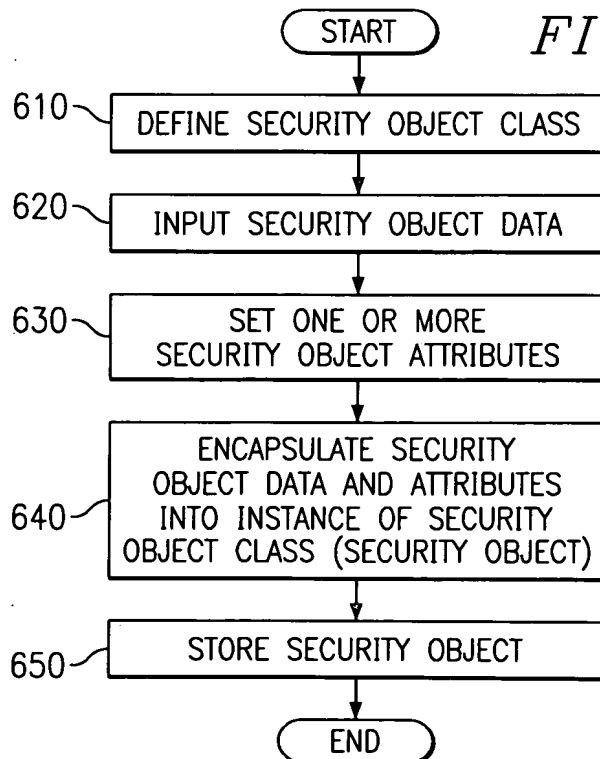 START
FI
610
DEFINE SECURITY OBJECT CLASS
620
INPUT SECURITY OBJECT DATA
630
SET ONE OR MORE
SECURITY OBJECT ATTRIBUTES
640
ENCAPSULATE SECURITY
OBJECT DATA AND ATTRIBUTES
INTO INSTANCE OF SECURITY
OBJECT CLASS (SECURITY OBJECT)
650
STORE SECURITY OBJECT
END